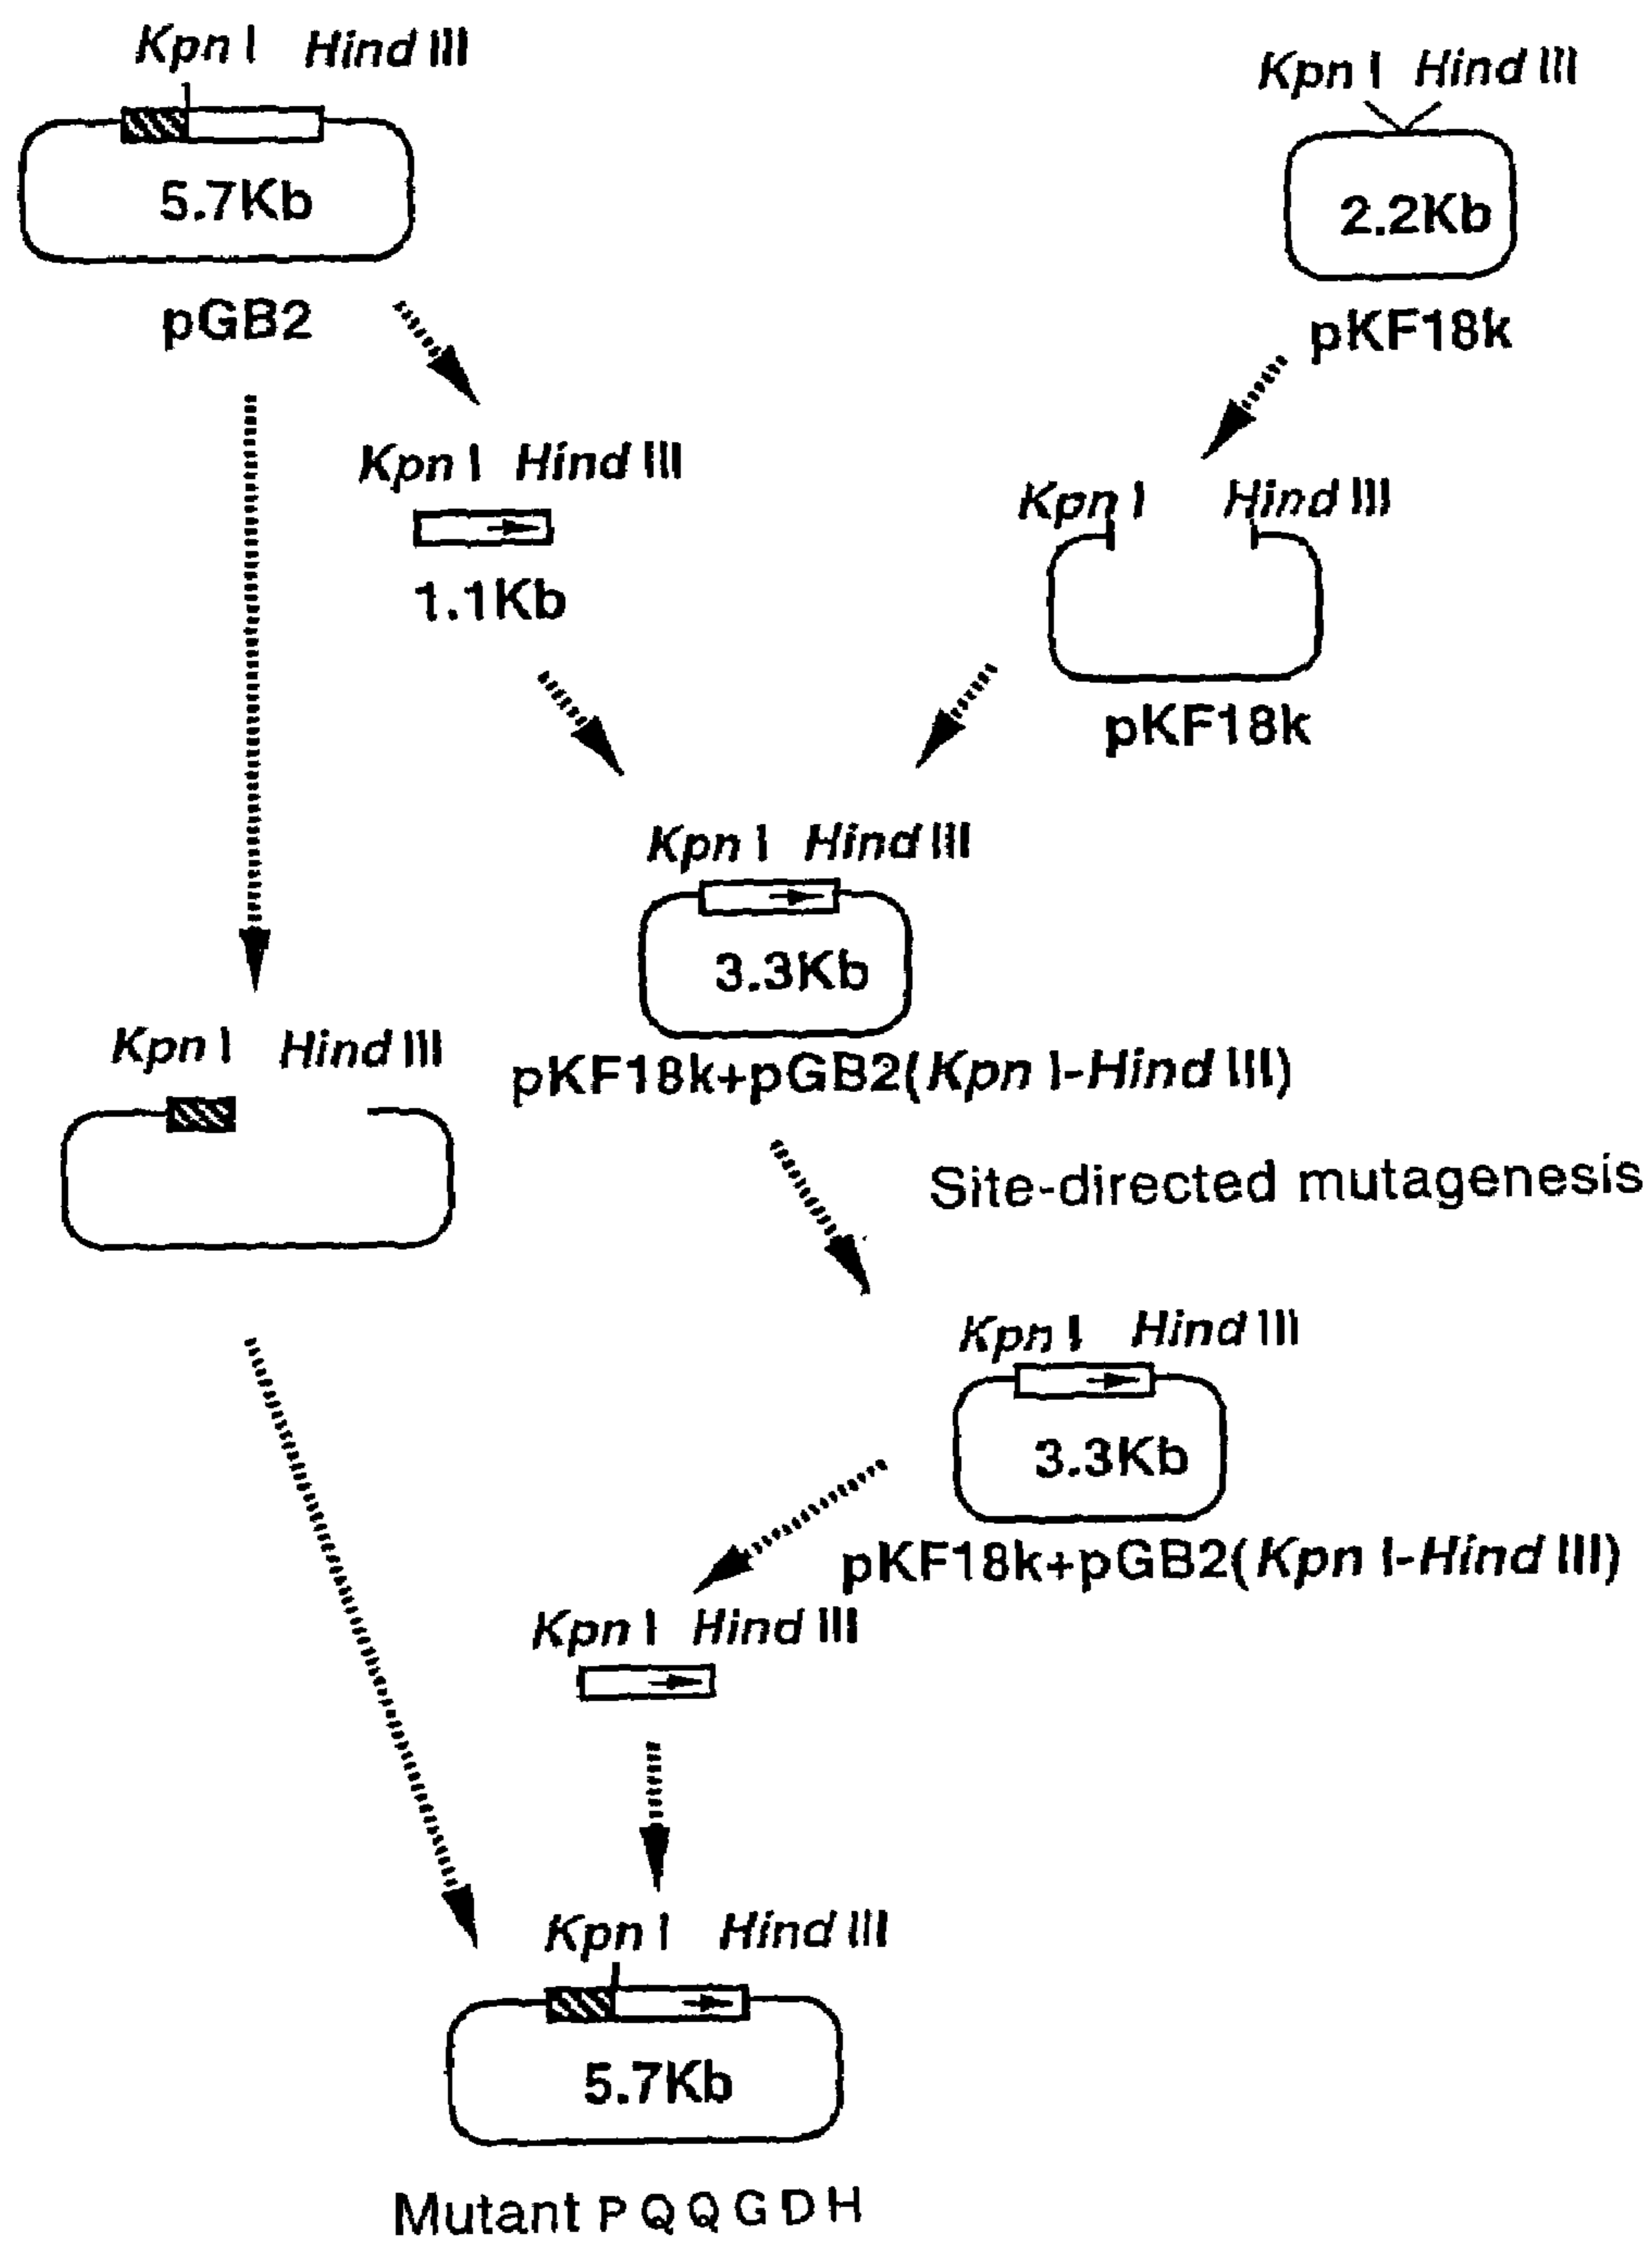 Kpn I Hind III
5.7Kb
pGB2
Kpn I Hind III
2.2Kb
pKF18k
Kpn I Hind III
1.1Kb
Kpn I Hind III
pKF18k
Kpn I Hind III
3.3Kb
pKF18k+pGB2(Kpn I-Hind III)
Kpn I Hind III
Site-directed mutagenesis
Kpn I Hind III
3.3Kb
pKF18k+pGB2(Kpn I-Hind III)
Kpn I Hind III
Kpn I Hind III
5.7Kb
Mutant PQQGDH